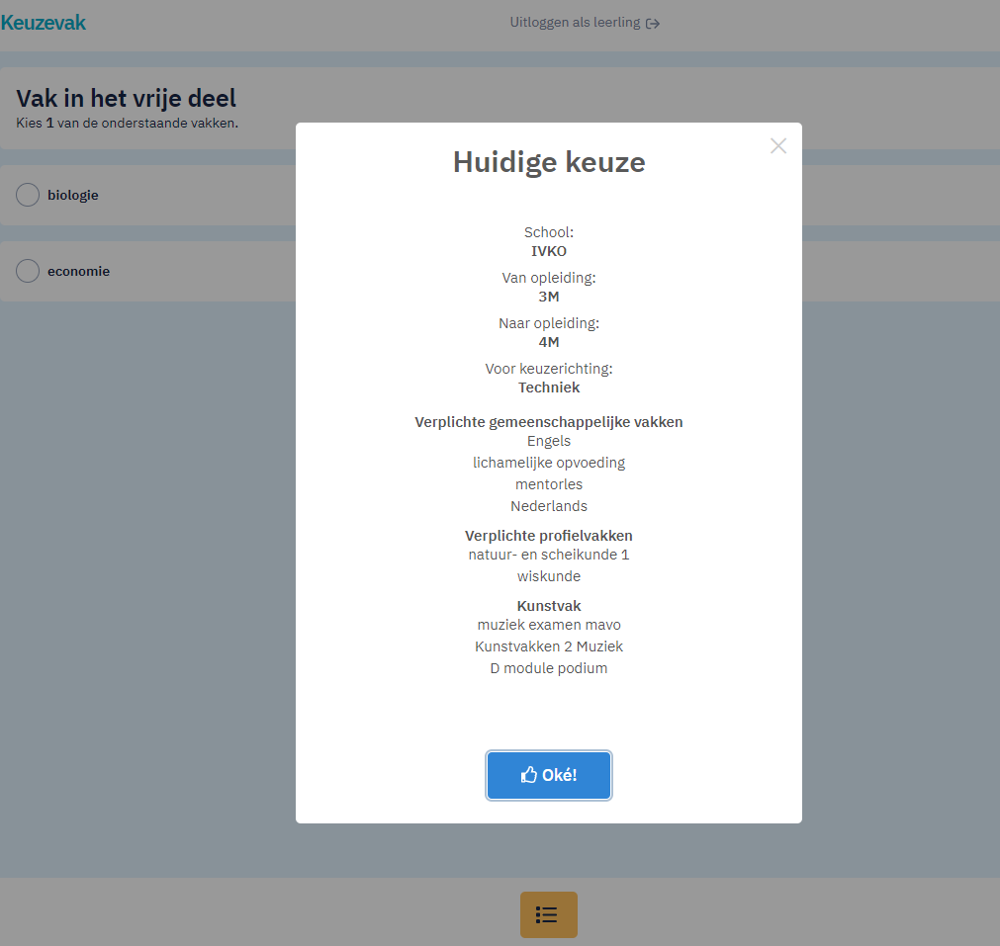 Keuzevak
Uitloggen als leerling
Vak in het vrije deel
Kies 1 van de onderstaande vakken.
biologie
economie
Huidige keuze
School:
IVKO
Van opleiding:
3M
Naar opleiding:
4M
Voor keuzerichting:
Techniek
Verplichte gemeenschappelijke vakken
Engels
lichamelijke opvoeding
mentorles
Nederlands
Verplichte profielvakken
natuur- en scheikunde 1
wiskunde
Kunstvak
muziek examen mavo
Kunstvakken 2 Muziek
D module podium
Oké!